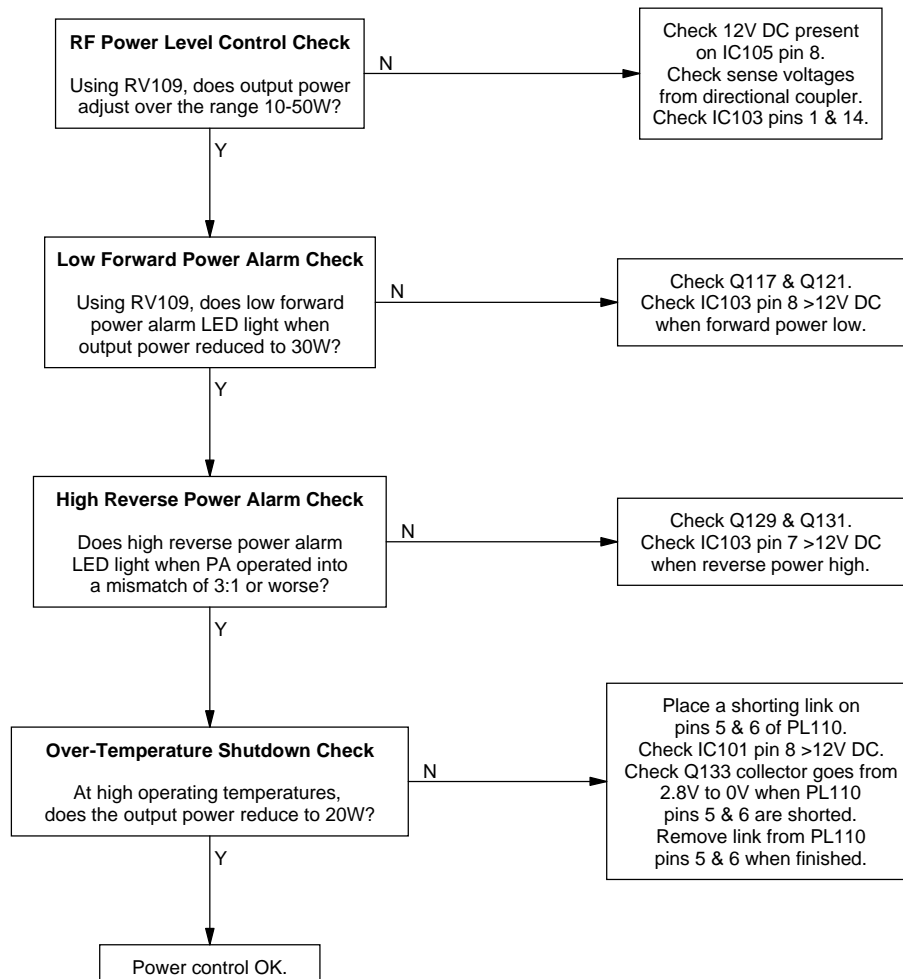 RF Power Level Control Check
Using RV109, does output power
adjust over the range 10-50W?
N
Check 12V DC present
on IC105 pin 8.
Check sense voltages
from directional coupler.
Check IC103 pins 1 & 14.
Y
Low Forward Power Alarm Check
Using RV109, does low forward
power alarm LED light when
output power reduced to 30W?
N
Check Q117 & Q121.
Check IC103 pin 8 >12V DC
when forward power low.
Y
High Reverse Power Alarm Check
Does high reverse power alarm
LED light when PA operated into
a mismatch of 3:1 or worse?
N
Check Q129 & Q131.
Check IC103 pin 7 >12V DC
when reverse power high.
Y
Over-Temperature Shutdown Check
At high operating temperatures,
does the output power reduce to 20W?
N
Place a shorting link on
pins 5 & 6 of PL110.
Check IC101 pin 8 >12V DC.
Check Q133 collector goes from
2.8V to 0V when PL110
pins 5 & 6 are shorted.
Remove link from PL110
pins 5 & 6 when finished.
Y
Power control OK.